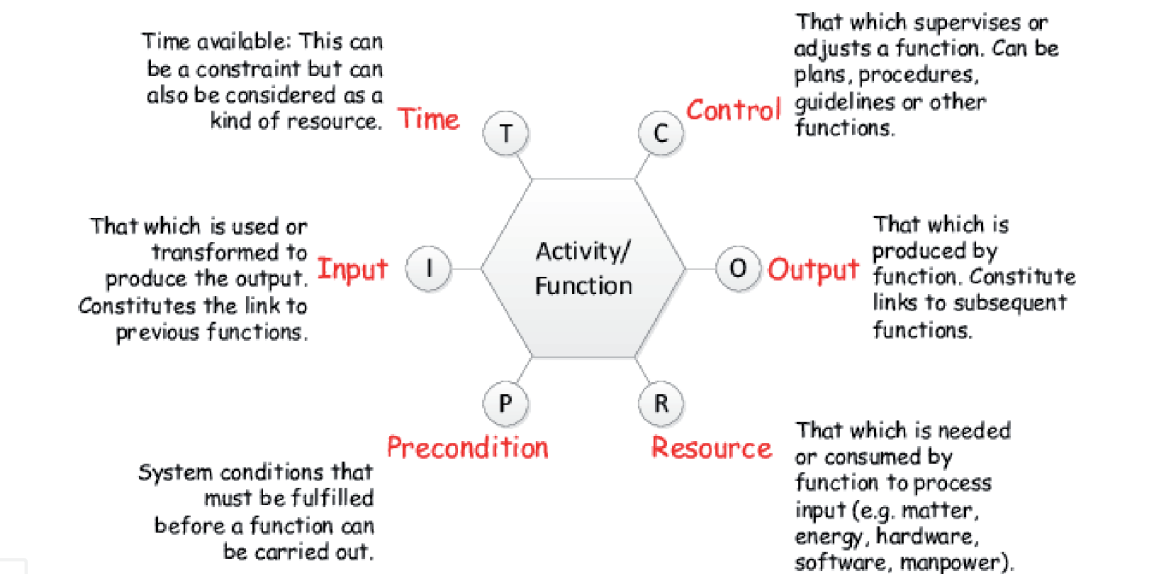 Time available: This can
be a constraint but can
also be considered as a
kind of resource.
Time
T
That which supervises or
adjusts a function. Can be
plans, procedures,
guidelines or other
functions.
Control
C
That which is used or
transformed to
produce the output.
Constitutes the link to
previous functions.
Input
I
Activity/
Function
O
Output
That which is
produced by
function. Constitute
links to subsequent
functions.
P
Precondition
System conditions that
must be fulfilled
before a function can
be carried out.
R
Resource
That which is needed
or consumed by
function to process
input (e.g. matter,
energy, hardware,
software, manpower).